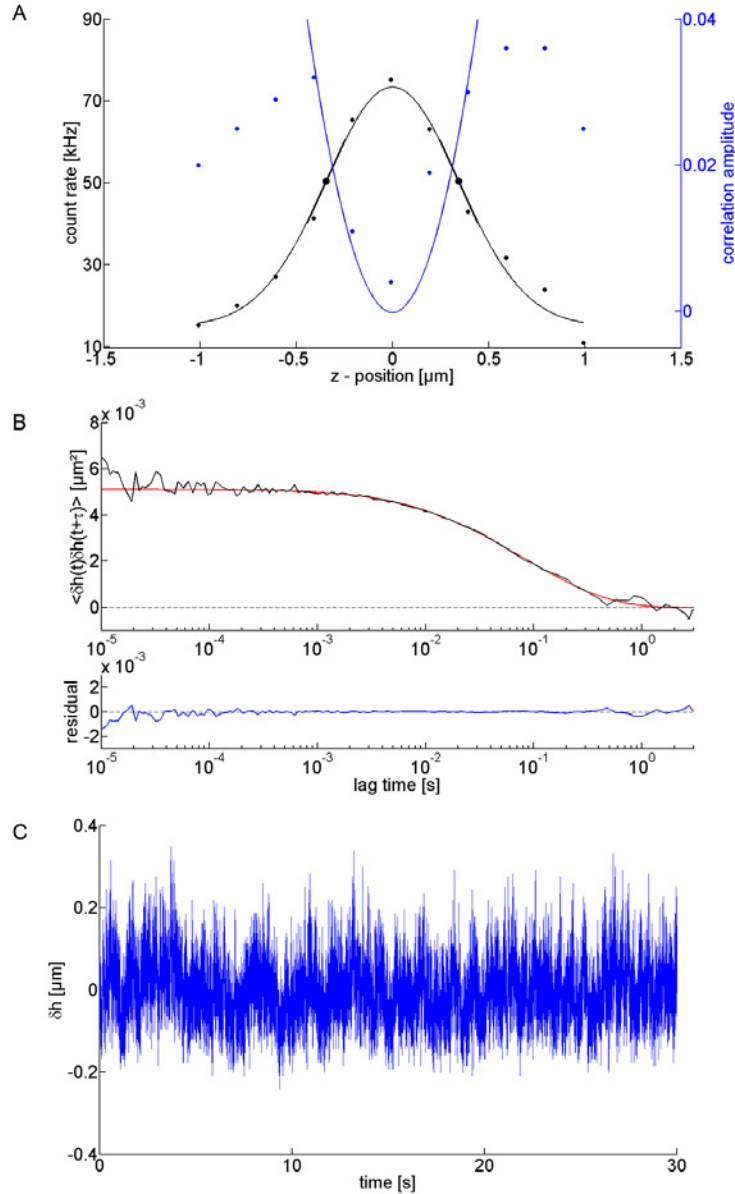 A
90
70
50
30
10
count rate [kHz]
0.04
0.02
0
correlation amplitude
-1.5 -1 -0.5 0 0.5 1 1.5
z - position [µm]
B
x 10⁻³
8
6
4
2
0
<δh(t)δh(t+τ)> [µm²]
10⁻⁵ 10⁻⁴ 10⁻³ 10⁻² 10⁻¹ 10⁰
x 10⁻³
2
0
-2
residual
10⁻⁵ 10⁻⁴ 10⁻³ 10⁻² 10⁻¹ 10⁰
lag time [s]
C
0.4
0.2
0
-0.2
-0.4
δh [µm]
0 10 20 30
time [s]